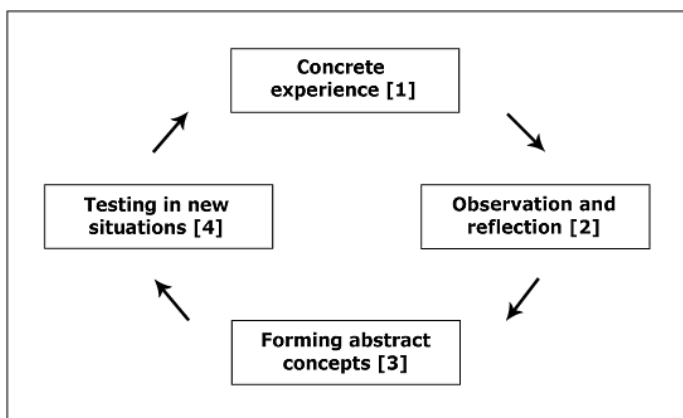 Concrete
experience [1]
Observation and
reflection [2]
Forming abstract
concepts [3]
Testing in new
situations [4]